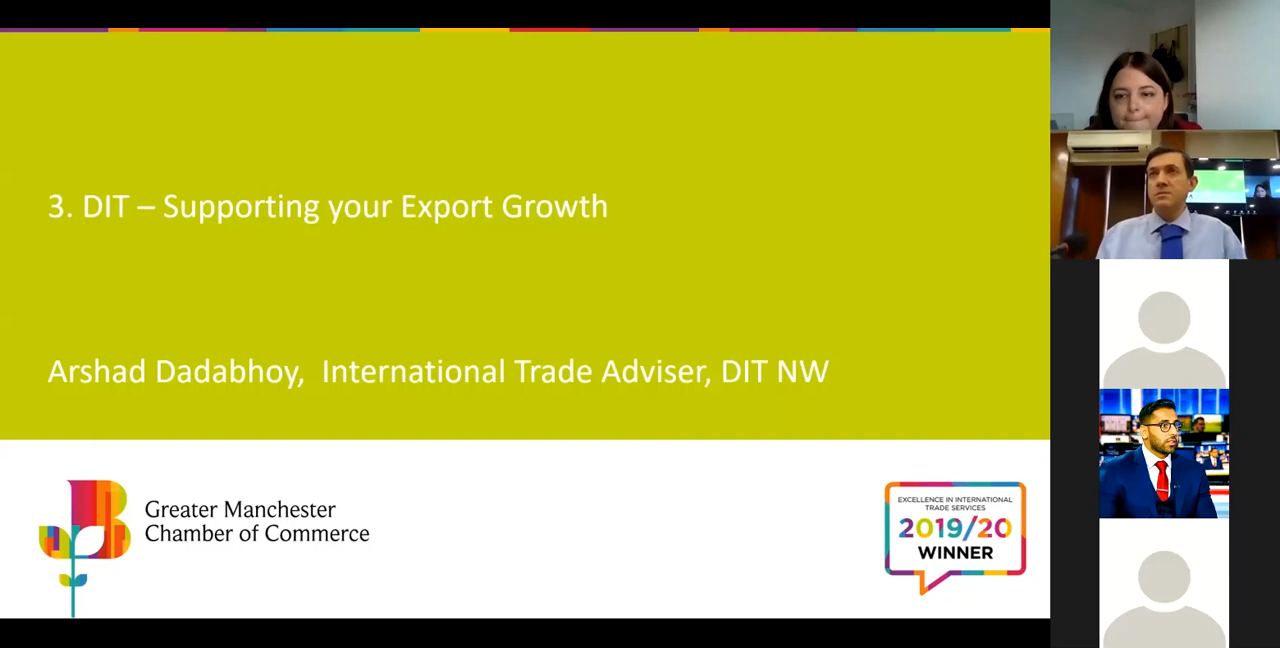 3. DIT – Supporting your Export Growth
Arshad Dadabhoy,  International Trade Adviser, DIT NW
Greater Manchester
Chamber of Commerce
EXCELLENCE IN INTERNATIONAL
TRADE SERVICES
2019/20
WINNER